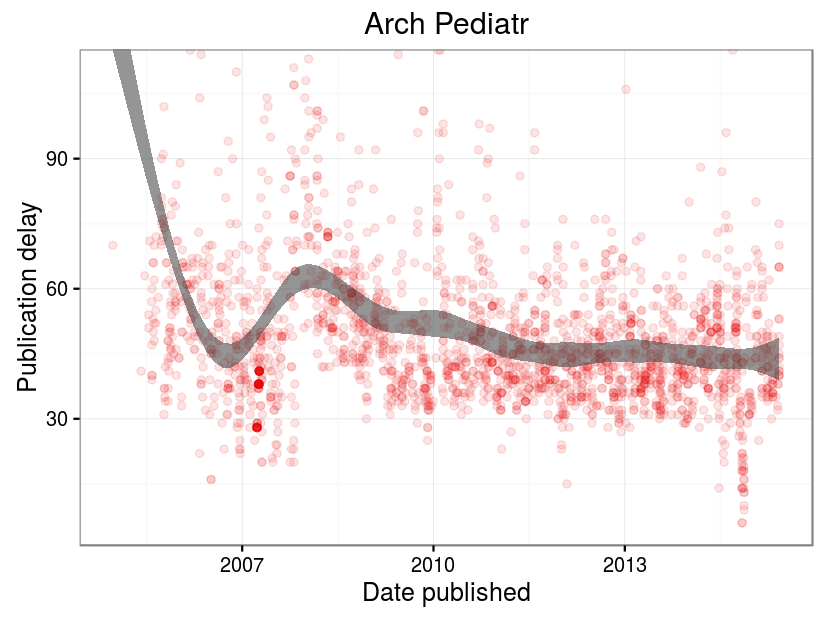 Arch Pediatr
Publication delay
90
60
30
2007 2010 2013
Date published